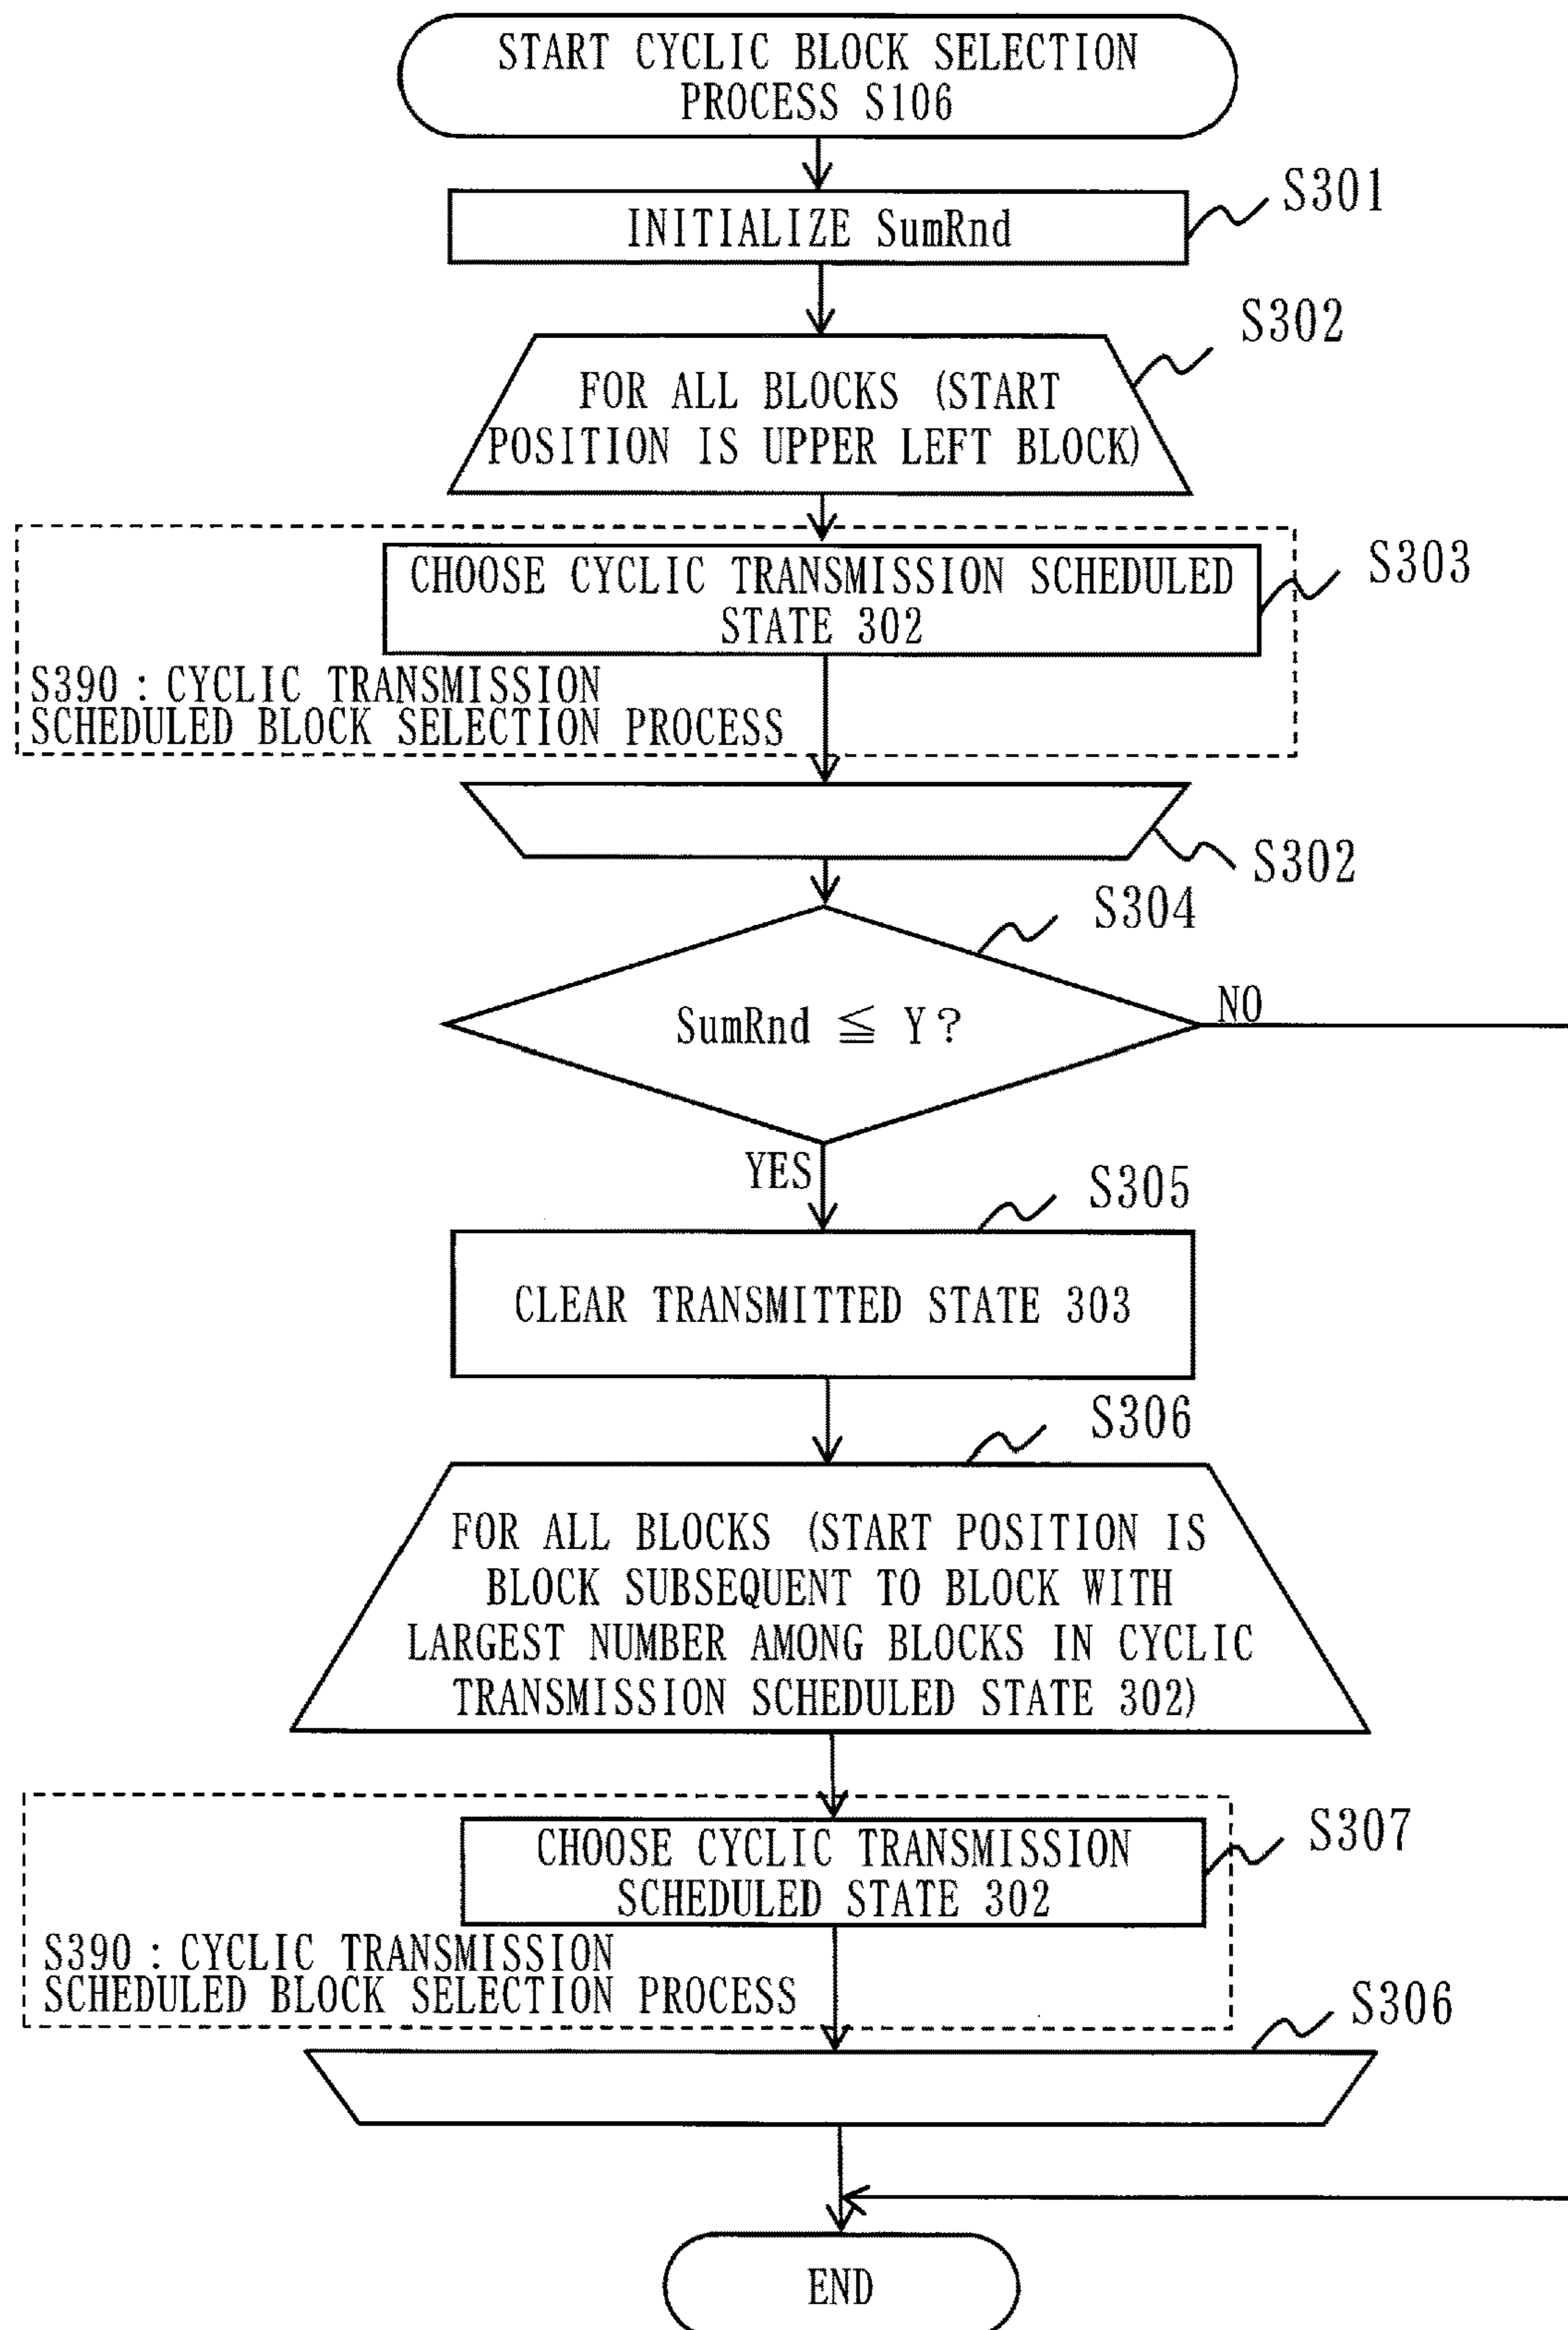 START CYCLIC BLOCK SELECTION
PROCESS S106
INITIALIZE SumRnd
S301
S302
FOR ALL BLOCKS (START
POSITION IS UPPER LEFT BLOCK)
CHOOSE CYCLIC TRANSMISSION SCHEDULED
STATE 302
S303
S390 : CYCLIC TRANSMISSION
SCHEDULED BLOCK SELECTION PROCESS
S302
S304
SumRnd ≦ Y?
NO
YES
S305
CLEAR TRANSMITTED STATE 303
S306
FOR ALL BLOCKS (START POSITION IS
BLOCK SUBSEQUENT TO BLOCK WITH
LARGEST NUMBER AMONG BLOCKS IN CYCLIC
TRANSMISSION SCHEDULED STATE 302)
CHOOSE CYCLIC TRANSMISSION
SCHEDULED STATE 302
S307
S390 : CYCLIC TRANSMISSION
SCHEDULED BLOCK SELECTION PROCESS
S306
END